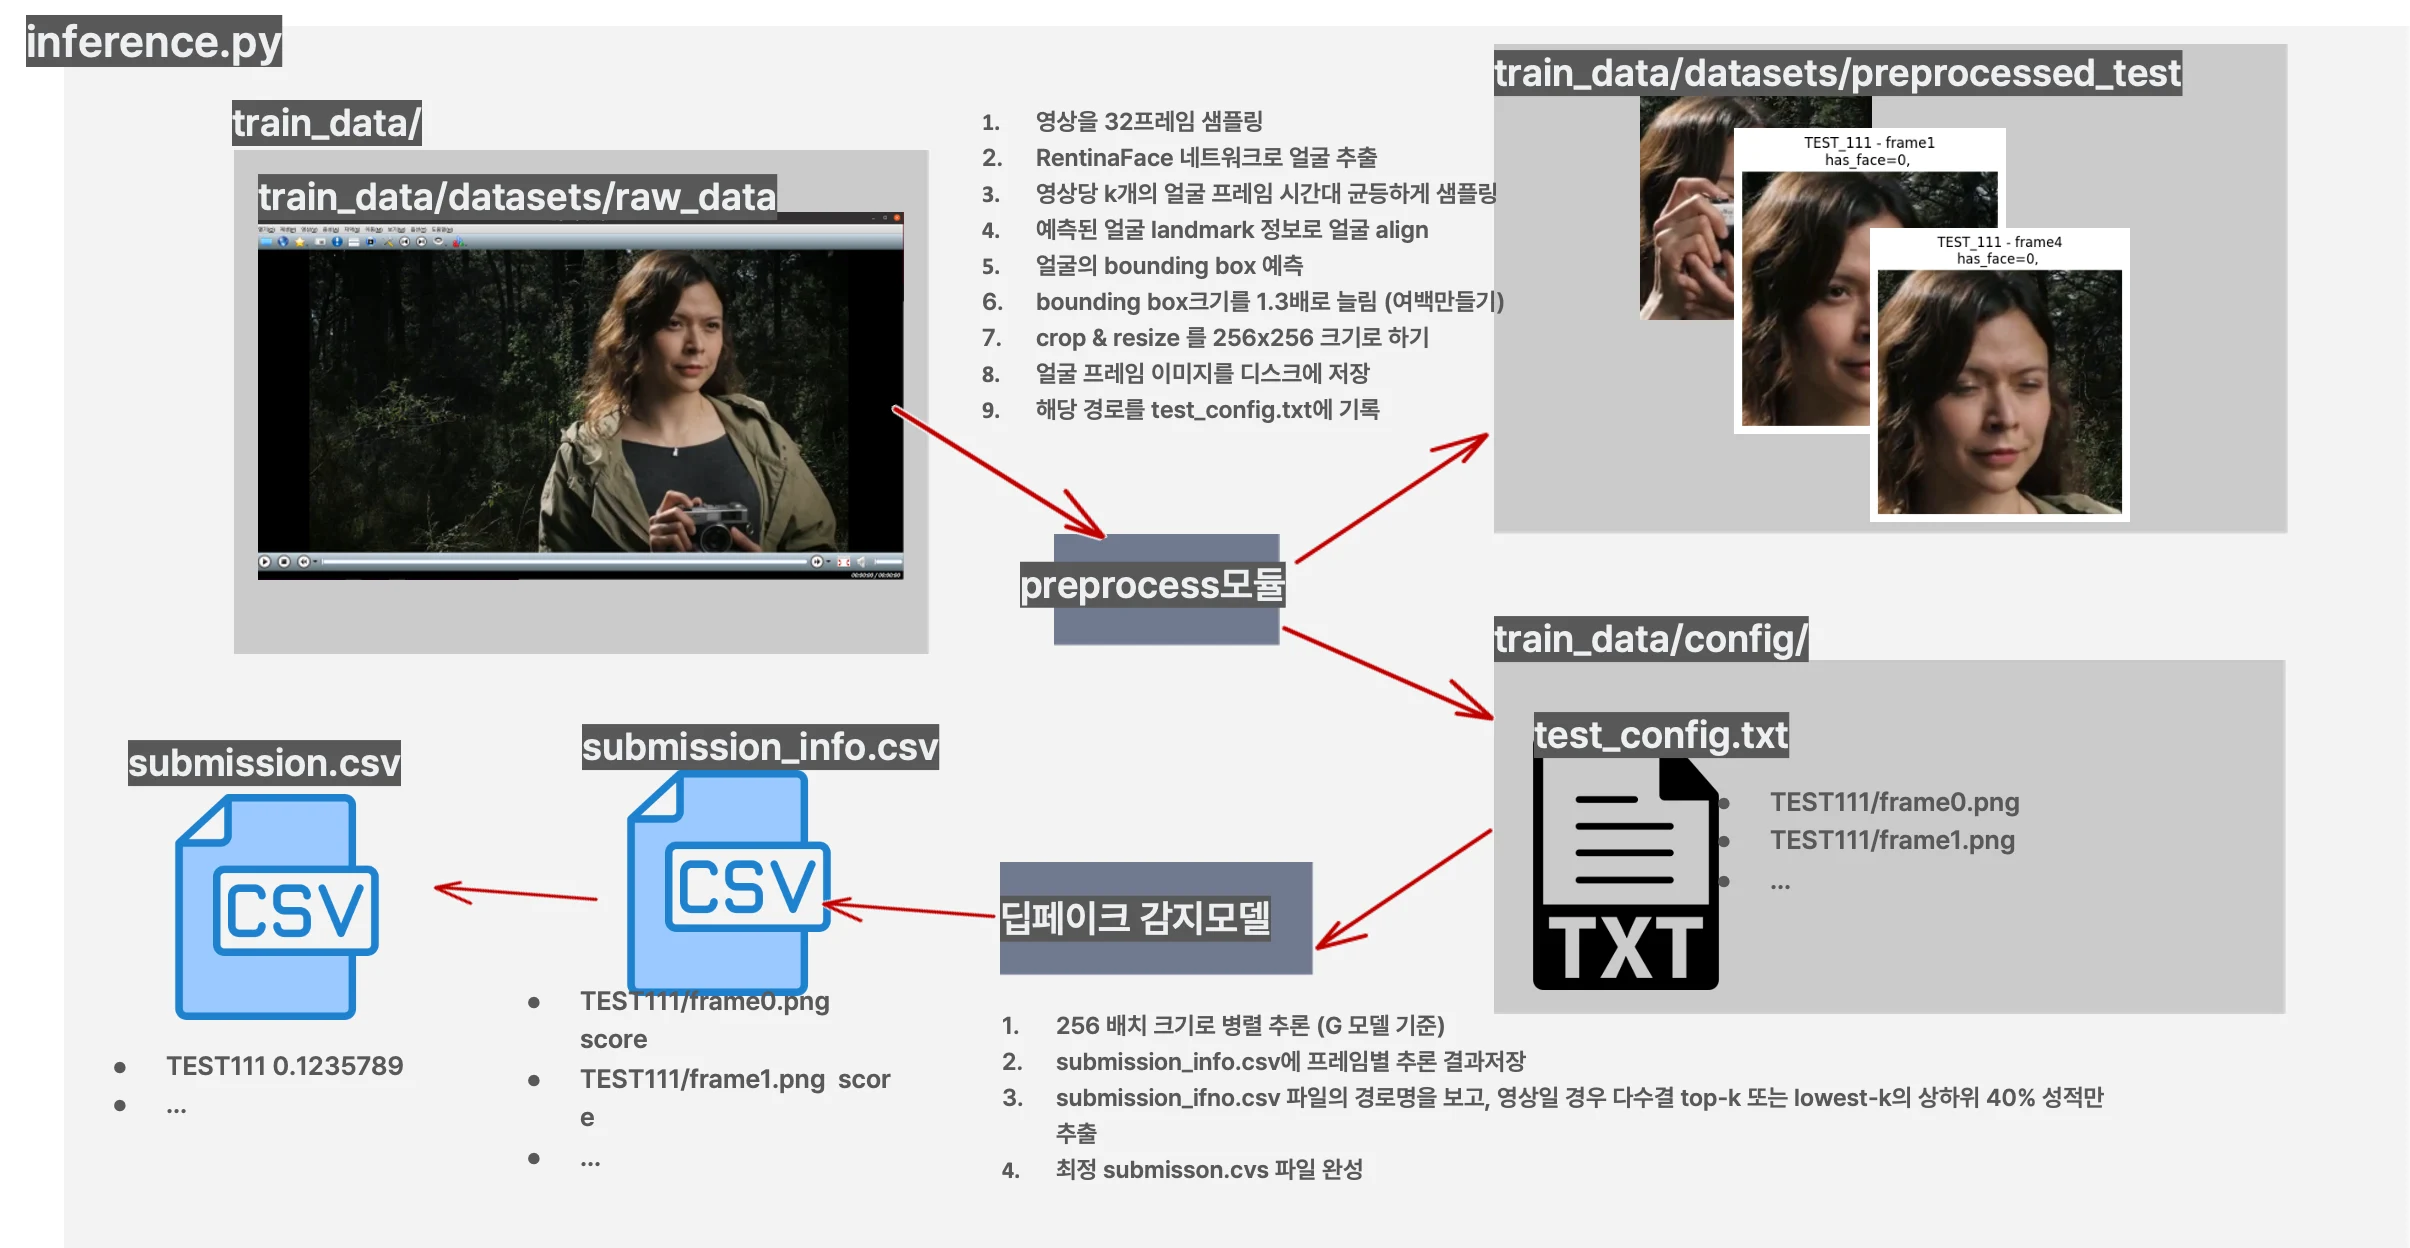 inference.py
train_data/
train_data/datasets/raw_data
1. 영상을 32프레임 샘플링
2. RentinaFace 네트워크로 얼굴 추출
3. 영상당 k개의 얼굴 프레임 시간대 균등하게 샘플링
4. 예측된 얼굴 landmark 정보로 얼굴 align
5. 얼굴의 bounding box 예측
6. bounding box크기를 1.3배로 늘림 (여백만들기)
7. crop & resize 를 256x256 크기로 하기
8. 얼굴 프레임 이미지를 디스크에 저장
9. 해당 경로를 test_config.txt에 기록
train_data/datasets/preprocessed_test
TEST_111 - frame1
has_face=0,
TEST_111 - frame4
has_face=0,
preprocess모듈
train_data/config/
test_config.txt
TXT
● TEST111/frame0.png
● TEST111/frame1.png
● ...
딥페이크 감지모델
1. 256 배치 크기로 병렬 추론 (G 모델 기준)
2. submission_info.csv에 프레임별 추론 결과저장
3. submission_ifno.csv 파일의 경로명을 보고, 영상일 경우 다수결 top-k 또는 lowest-k의 상하위 40% 성적만
추출
4. 최정 submisson.cvs 파일 완성
submission_info.csv
CSV
● TEST111/frame0.png
score
● TEST111/frame1.png scor
e
● ...
submission.csv
CSV
● TEST111 0.1235789
● ...